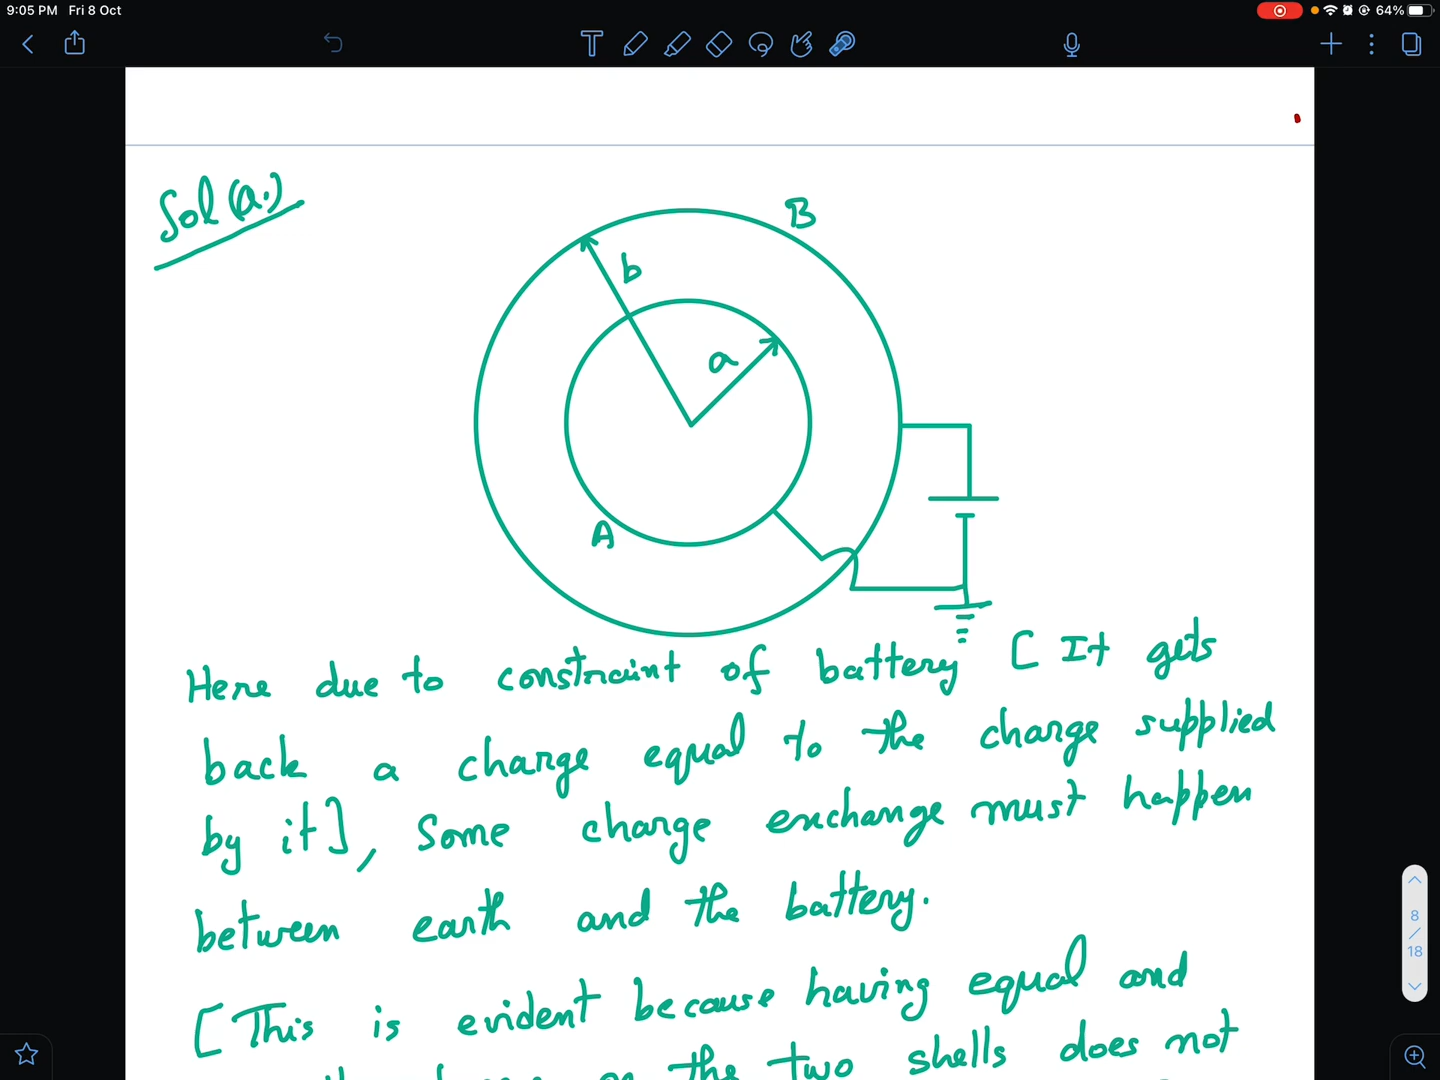 9:05 PM Fri 8 Oct
64%
T
Sol (a.)
B
b
a
A
Here due to constraint of battery [ It gets
back a charge equal to the charge supplied
by it], Some charge exchange must happen
between earth and the battery.
[This is evident because having equal and
the two shells does not
8
/
18